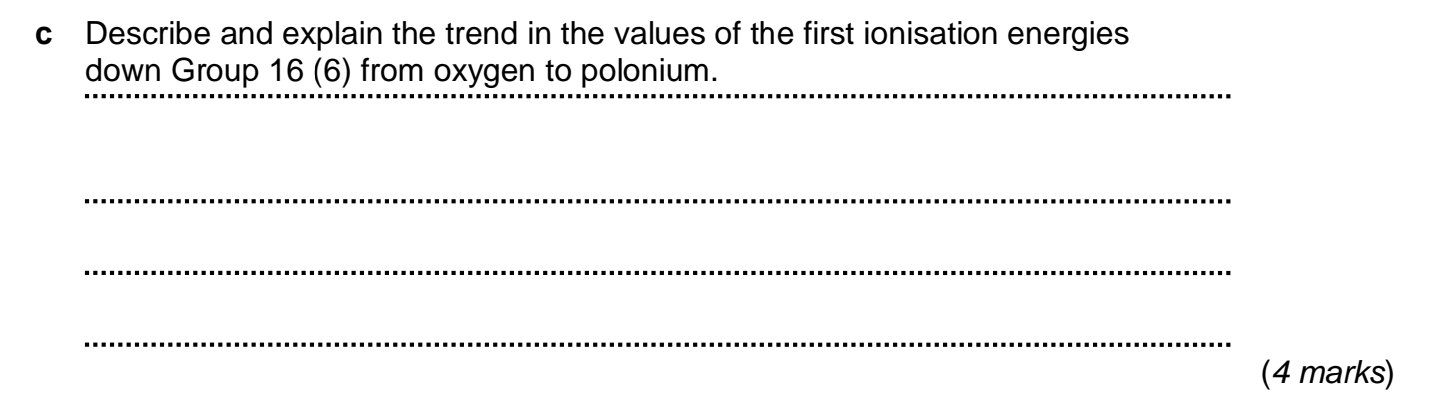 c Describe and explain the trend in the values of the first ionisation energies
down Group 16 (6) from oxygen to polonium.
(4 marks)